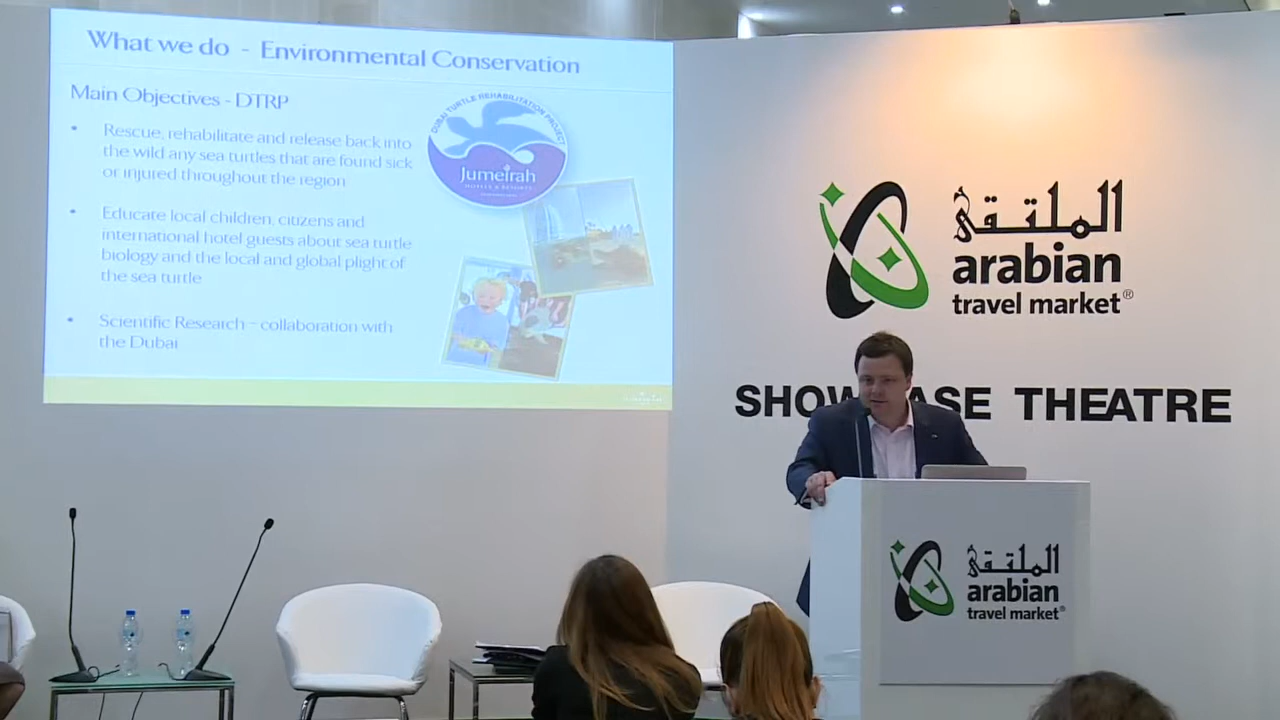 What we do - Environmental Conservation
Main Objectives - DTRP
• Rescue, rehabilitate and release back into
the wild any sea turtles that are found sick
or injured throughout the region
• Educate local children, citizens and
international hotel guests about sea turtle
biology and the local and global plight of
the sea turtle
• Scientific Research – collaboration with
the Dubai
DUBAI TURTLE REHABILITATION PROJECT
Jumeirah
HOTELS & RESORTS
الملتقى
arabian
travel market®
SHOWCASE THEATRE
الملتقى
arabian
travel market®